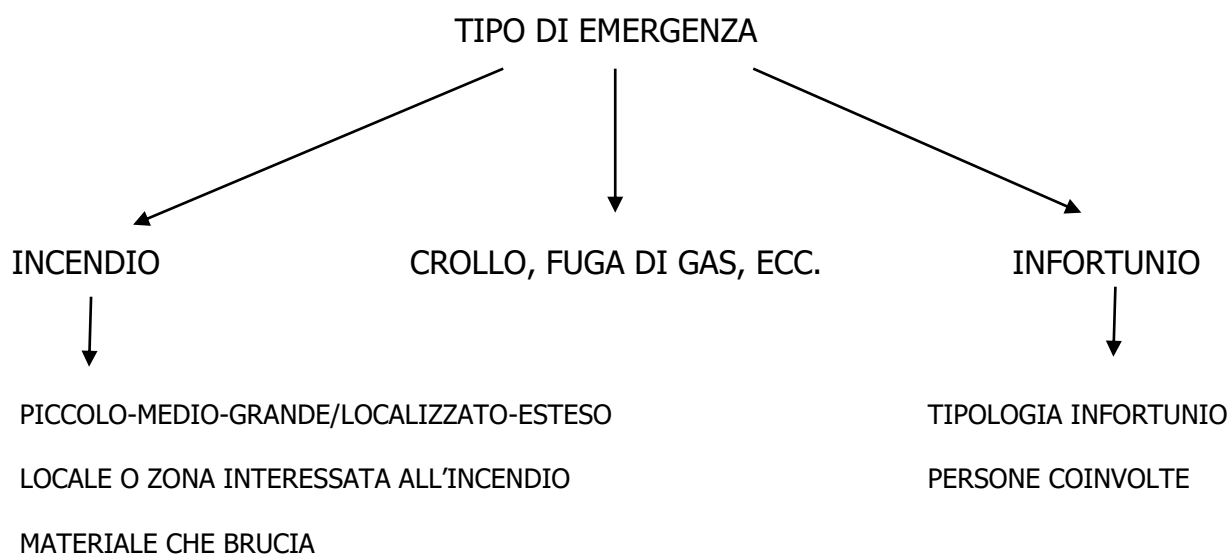 TIPO DI EMERGENZA
INCENDIO
CROLLO, FUGA DI GAS, ECC.
INFORTUNIO
PICCOLO-MEDIO-GRANDE/LOCALIZZATO-ESTESO
LOCALE O ZONA INTERESSATA ALL’INCENDIO
MATERIALE CHE BRUCIA
TIPOLOGIA INFORTUNIO
PERSONE COINVOLTE